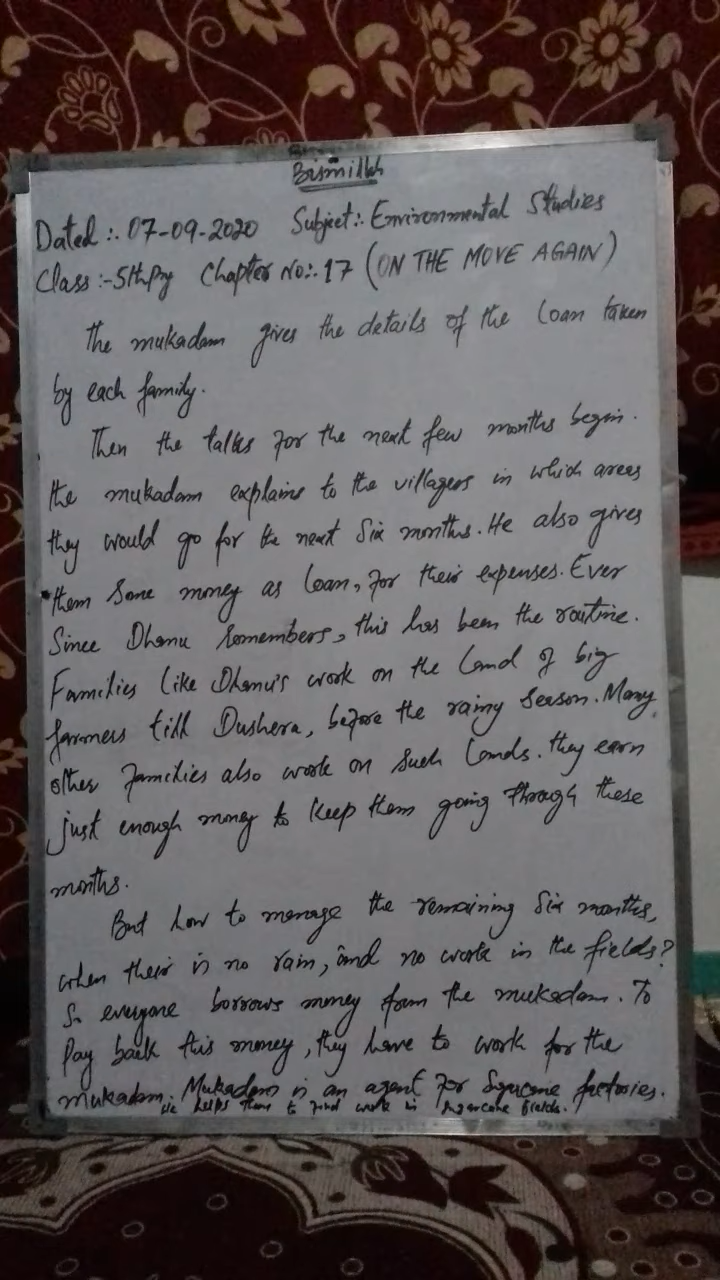 Bismillah
Dated :. 07-09-2020 Subject:. Environmental Studies
Class :- 5thpry Chapter No:. 17 (ON THE MOVE AGAIN)
The mukadam gives the details of the loan taken
by each family.
Then the talks for the next few months begin.
the mukadam explains to the villagers in which areas
they would go for the next six months. He also gives
them some money as loan, for their expenses. Ever
Since Dhanu remembers, this has been the routine.
Families like Dhanu's work on the land of big
farmers till Dushera, before the rainy season. Many
other families also work on such lands. they earn
just enough money to keep them going through these
months.
But how to manage the remaining six months,
when their is no rain, and no work in the fields?
So everyone borrows money from the mukadam. To
Pay back this money, they have to work for the
mukadam. Mukadam is an agent for Sugarcane factories.
He helps them to find work in sugarcane fields.